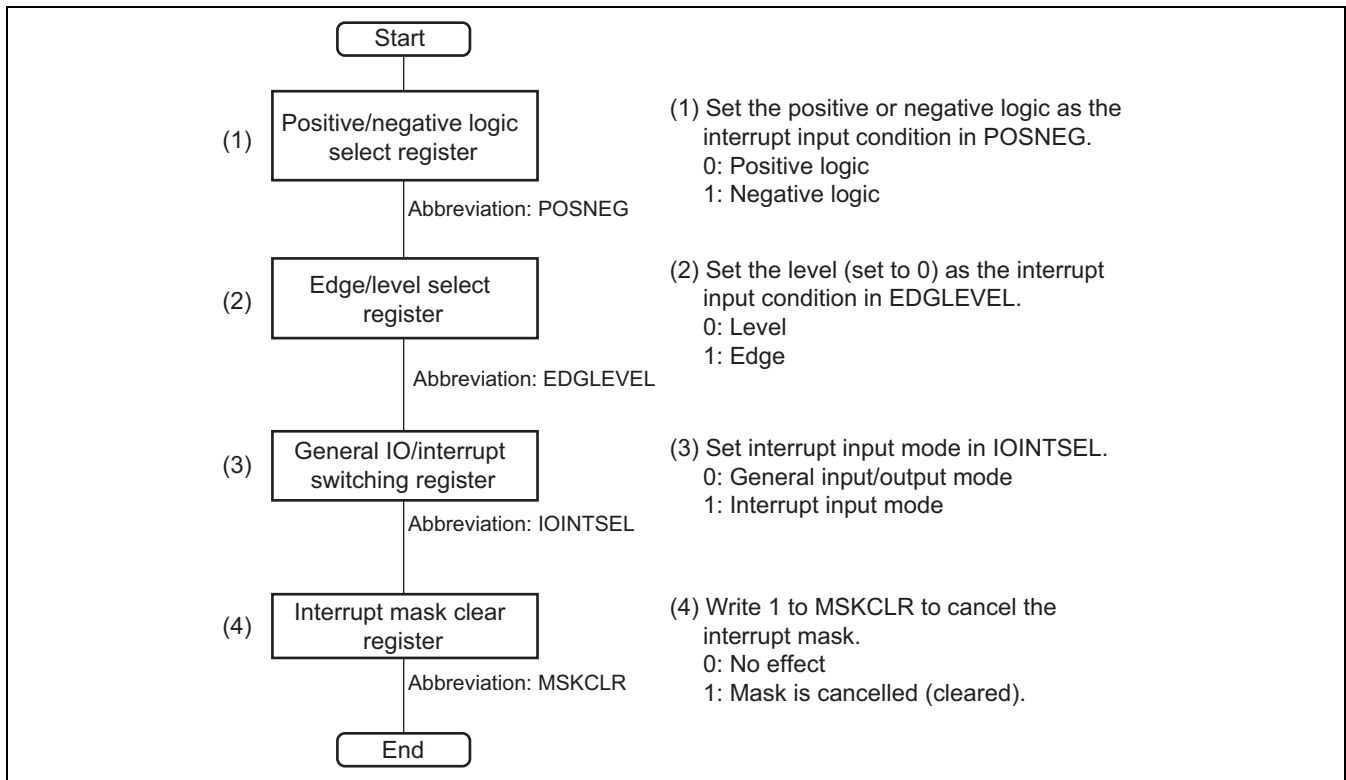 Start
(1)
Positive/negative logic
select register
Abbreviation: POSNEG
(1) Set the positive or negative logic as the
interrupt input condition in POSNEG.
0: Positive logic
1: Negative logic
(2)
Edge/level select
register
Abbreviation: EDGLEVEL
(2) Set the level (set to 0) as the interrupt
input condition in EDGLEVEL.
0: Level
1: Edge
(3)
General IO/interrupt
switching register
Abbreviation: IOINTSEL
(3) Set interrupt input mode in IOINTSEL.
0: General input/output mode
1: Interrupt input mode
(4)
Interrupt mask clear
register
Abbreviation: MSKCLR
(4) Write 1 to MSKCLR to cancel the
interrupt mask.
0: No effect
1: Mask is cancelled (cleared).
End